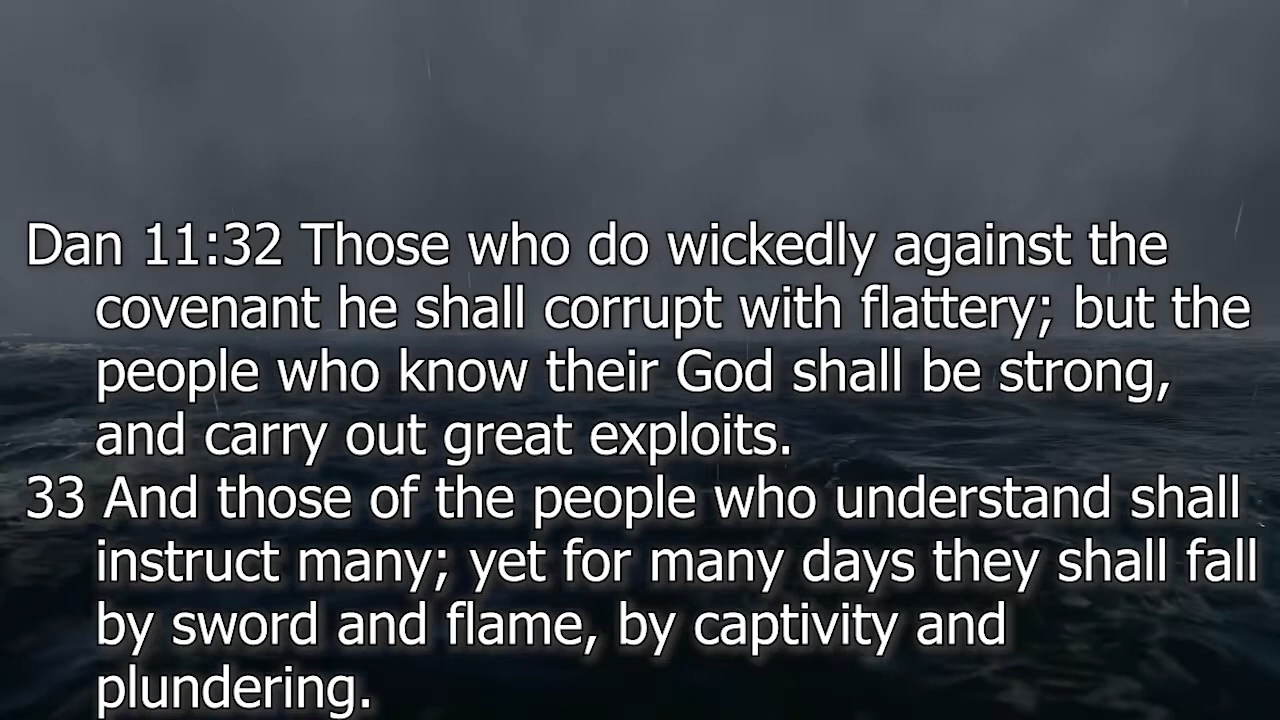 Dan 11:32 Those who do wickedly against the
covenant he shall corrupt with flattery; but the
people who know their God shall be strong,
and carry out great exploits.
33 And those of the people who understand shall
instruct many; yet for many days they shall fall
by sword and flame, by captivity and
plundering.